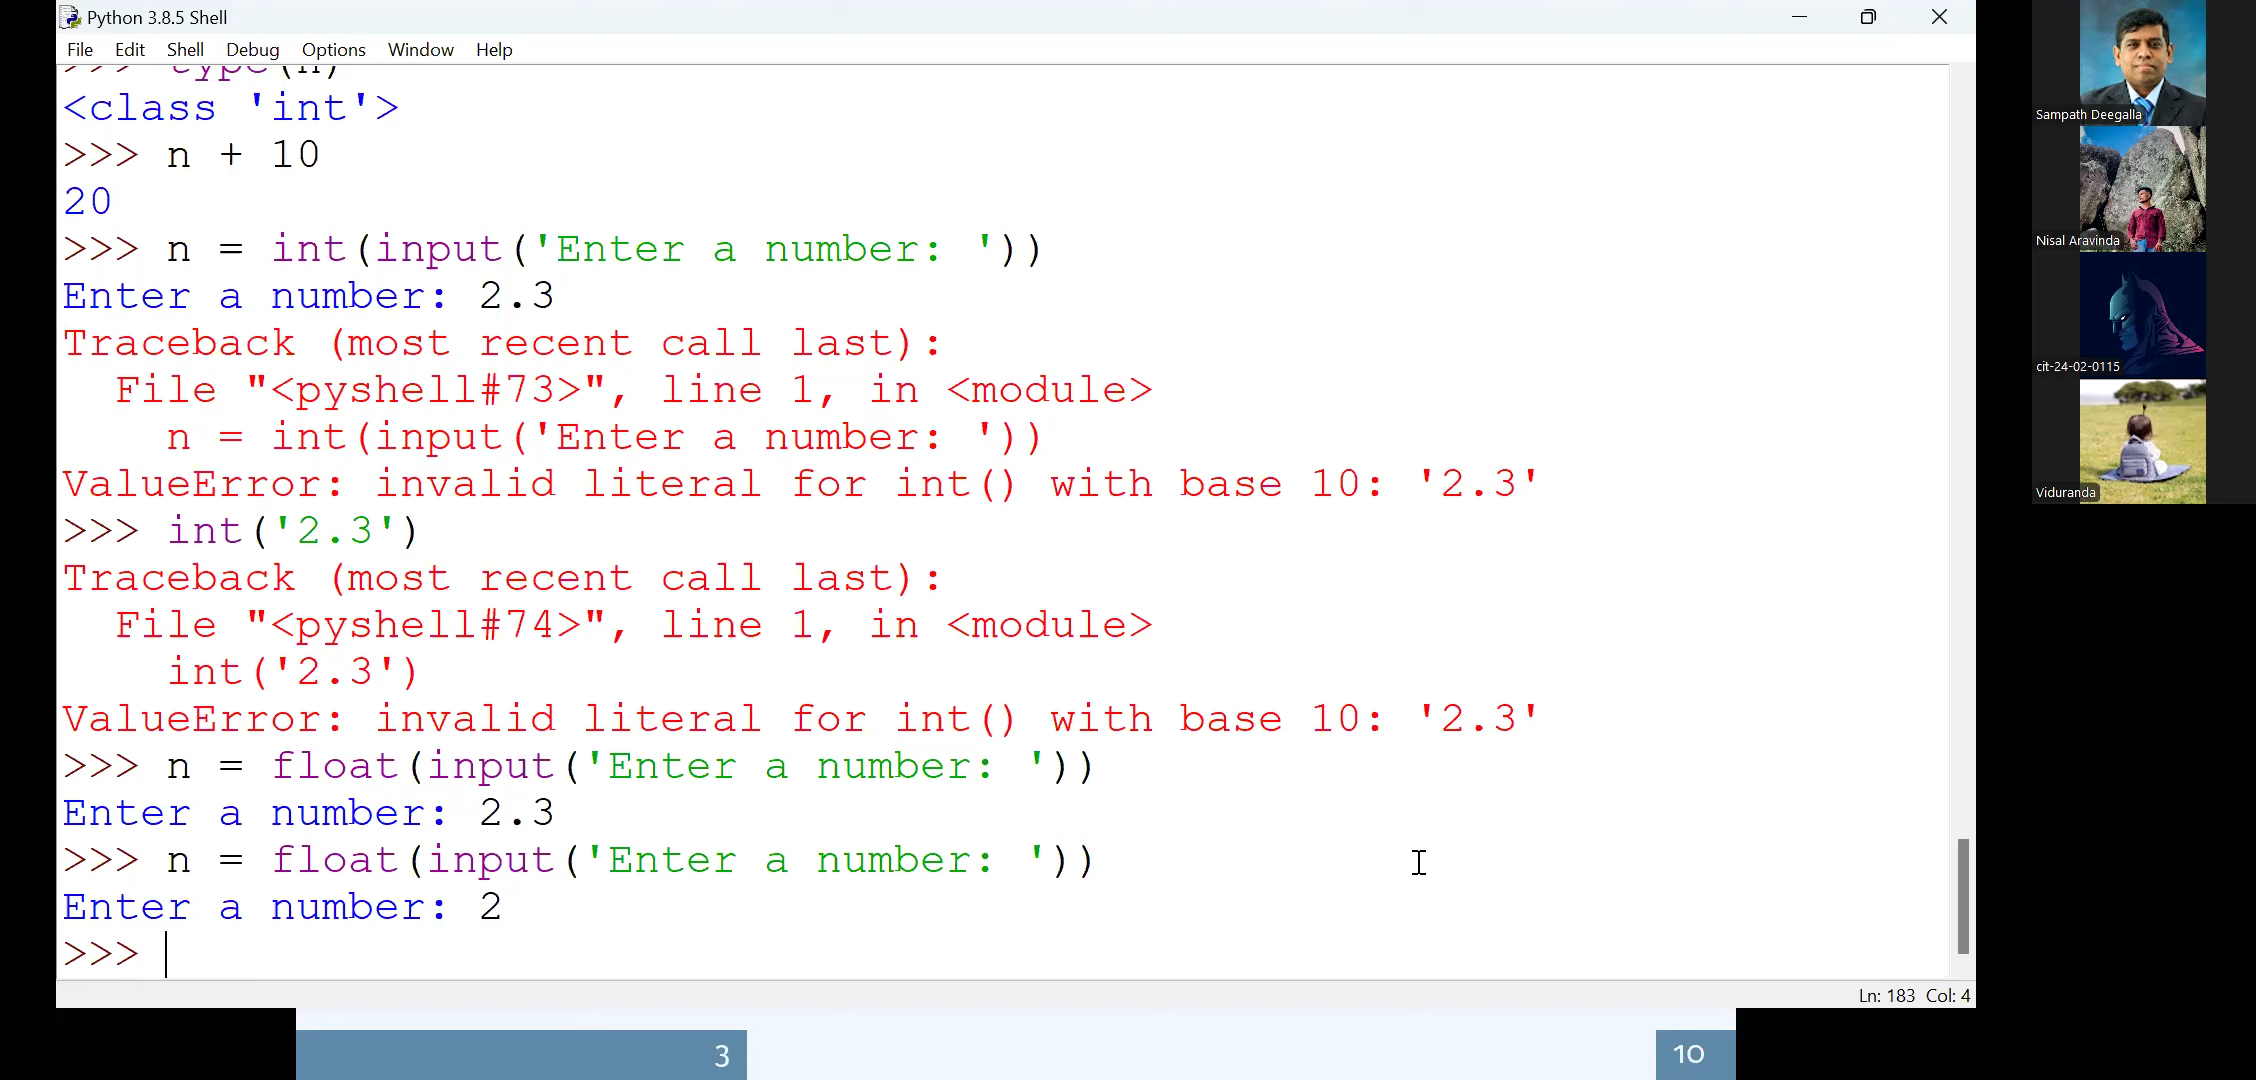 Python 3.8.5 Shell
File Edit Shell Debug Options Window Help
>>> type(n)
<class 'int'>
>>> n + 10
20
>>> n = int(input('Enter a number: '))
Enter a number: 2.3
Traceback (most recent call last):
  File "<pyshell#73>", line 1, in <module>
    n = int(input('Enter a number: '))
ValueError: invalid literal for int() with base 10: '2.3'
>>> int('2.3')
Traceback (most recent call last):
  File "<pyshell#74>", line 1, in <module>
    int('2.3')
ValueError: invalid literal for int() with base 10: '2.3'
>>> n = float(input('Enter a number: '))
Enter a number: 2.3
>>> n = float(input('Enter a number: '))
Enter a number: 2
>>>
Ln: 183 Col: 4
3
10
Sampath Deegalla
Nisal Aravinda
cit-24-02-0115
Viduranda